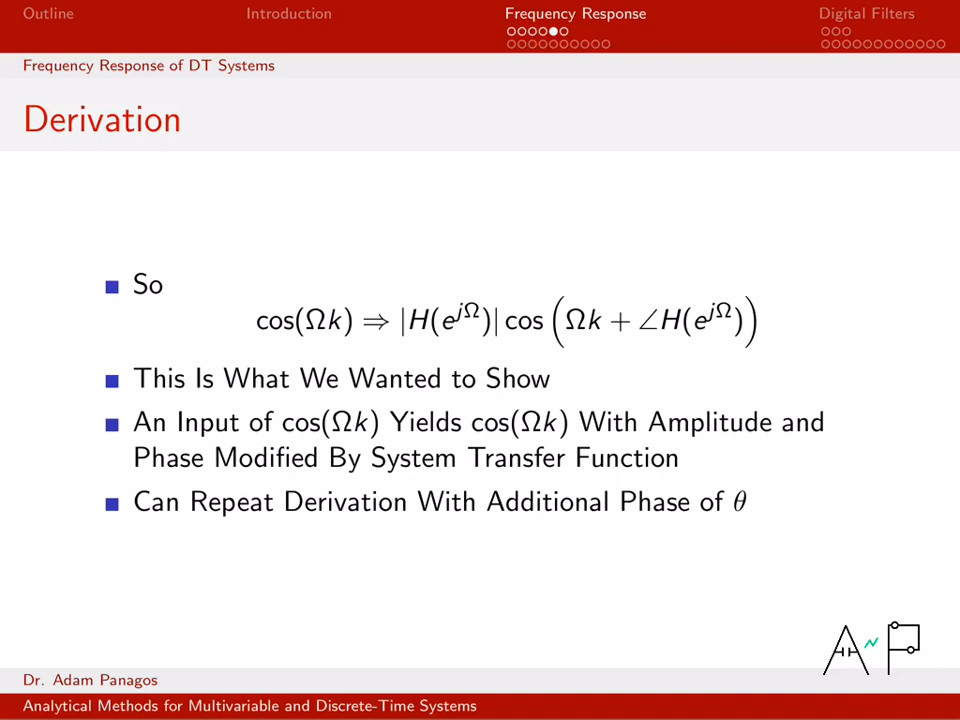 Outline Introduction Frequency Response Digital Filters
Frequency Response of DT Systems
Derivation
So
cos(Ωk) ⇒ |H(e^{jΩ})| cos(Ωk + ∠H(e^{jΩ}))
This Is What We Wanted to Show
An Input of cos(Ωk) Yields cos(Ωk) With Amplitude and
Phase Modified By System Transfer Function
Can Repeat Derivation With Additional Phase of θ
Dr. Adam Panagos
Analytical Methods for Multivariable and Discrete-Time Systems